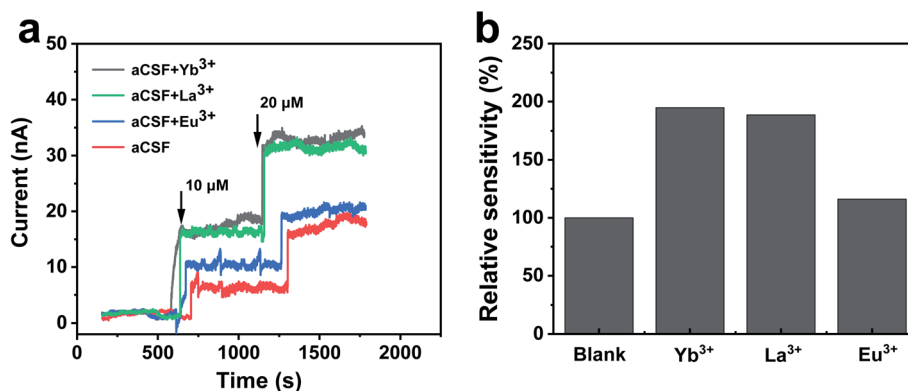 a
50
40
30
20
10
0
Current (nA)
aCSF+Yb³⁺
aCSF+La³⁺
aCSF+Eu³⁺
aCSF
10 µM
20 µM
0
500
1000
1500
2000
Time (s)
b
250
200
150
100
50
0
Relative sensitivity (%)
Blank
Yb³⁺
La³⁺
Eu³⁺